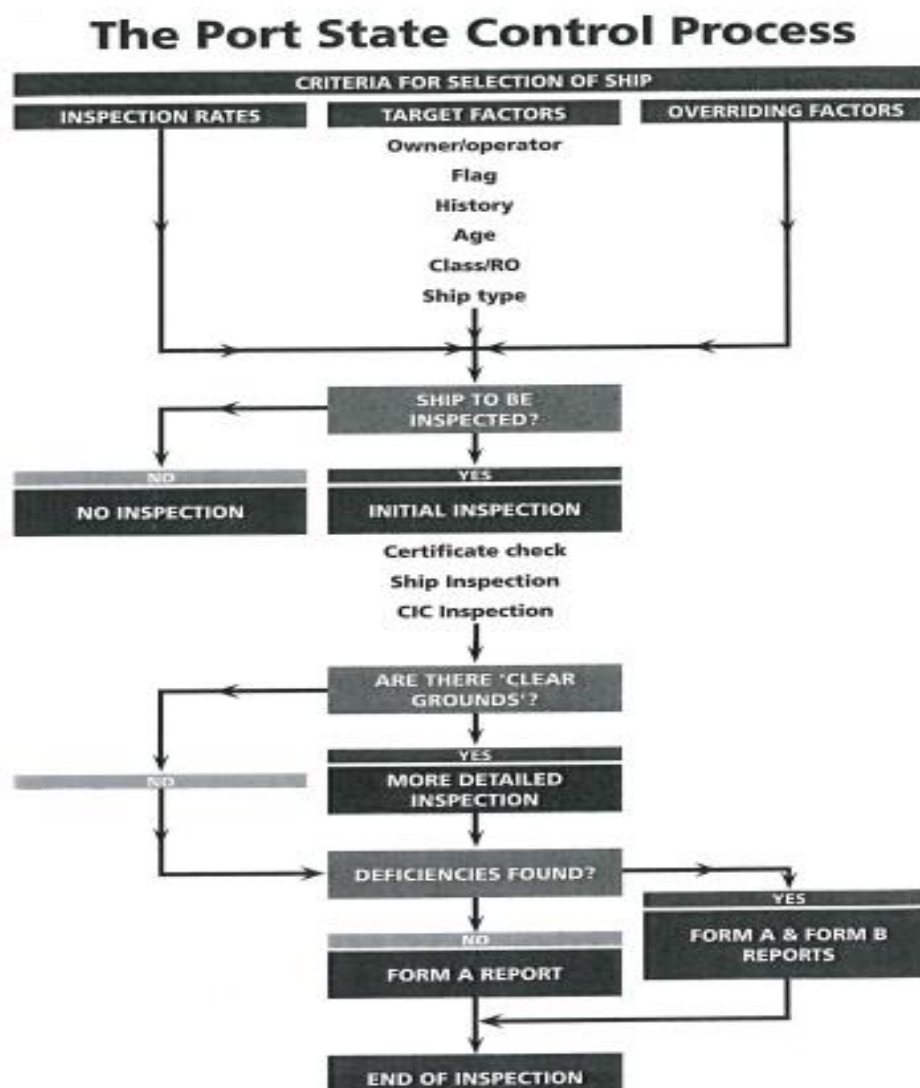 The Port State Control Process
CRITERIA FOR SELECTION OF SHIP
INSPECTION RATES
TARGET FACTORS
OVERRIDING FACTORS
Owner/operator
Flag
History
Age
Class/RO
Ship type
SHIP TO BE
INSPECTED?
NO
YES
NO INSPECTION
INITIAL INSPECTION
Certificate check
Ship Inspection
CIC Inspection
ARE THERE 'CLEAR
GROUNDS'?
YES
NO
MORE DETAILED
INSPECTION
DEFICIENCIES FOUND?
YES
NO
FORM A & FORM B
REPORTS
FORM A REPORT
END OF INSPECTION